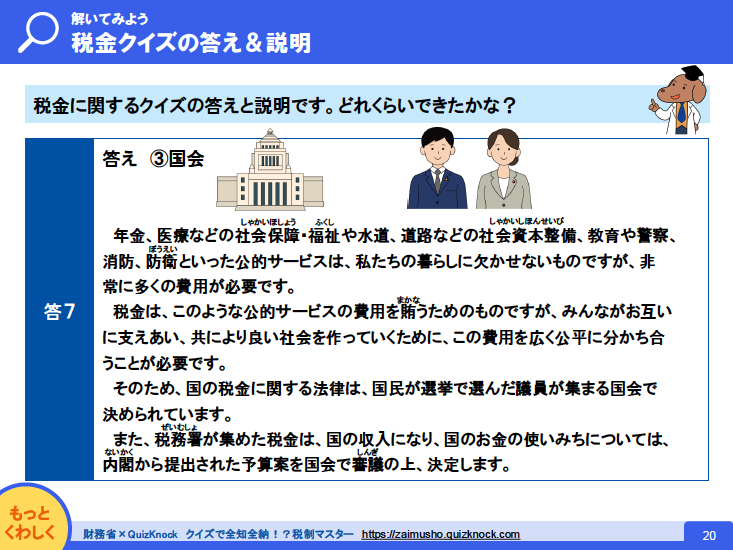 解いてみよう
税金クイズの答え＆説明
税金に関するクイズの答えと説明です。どれくらいできたかな？
答7
答え　③国会
しゃかいほしょう　ふくし　しゃかいしほんせいび
年金、医療などの社会保障・福祉や水道、道路などの社会資本整備、教育や警察、
ぼうえい
消防、防衛といった公的サービスは、私たちの暮らしに欠かせないものですが、非
常に多くの費用が必要です。
まかな
税金は、このような公的サービスの費用を賄うためのものですが、みんながお互い
に支えあい、共により良い社会を作っていくために、この費用を広く公平に分かち合
うことが必要です。
そのため、国の税金に関する法律は、国民が選挙で選んだ議員が集まる国会で
決められています。
ぜいむしょ
また、税務署が集めた税金は、国の収入になり、国のお金の使いみちについては、
ないかく　しんぎ
内閣から提出された予算案を国会で審議の上、決定します。
もっと
くわしく
財務省×QuizKnock　クイズで全知全納！？税制マスター　https://zaimusho.quizknock.com
20